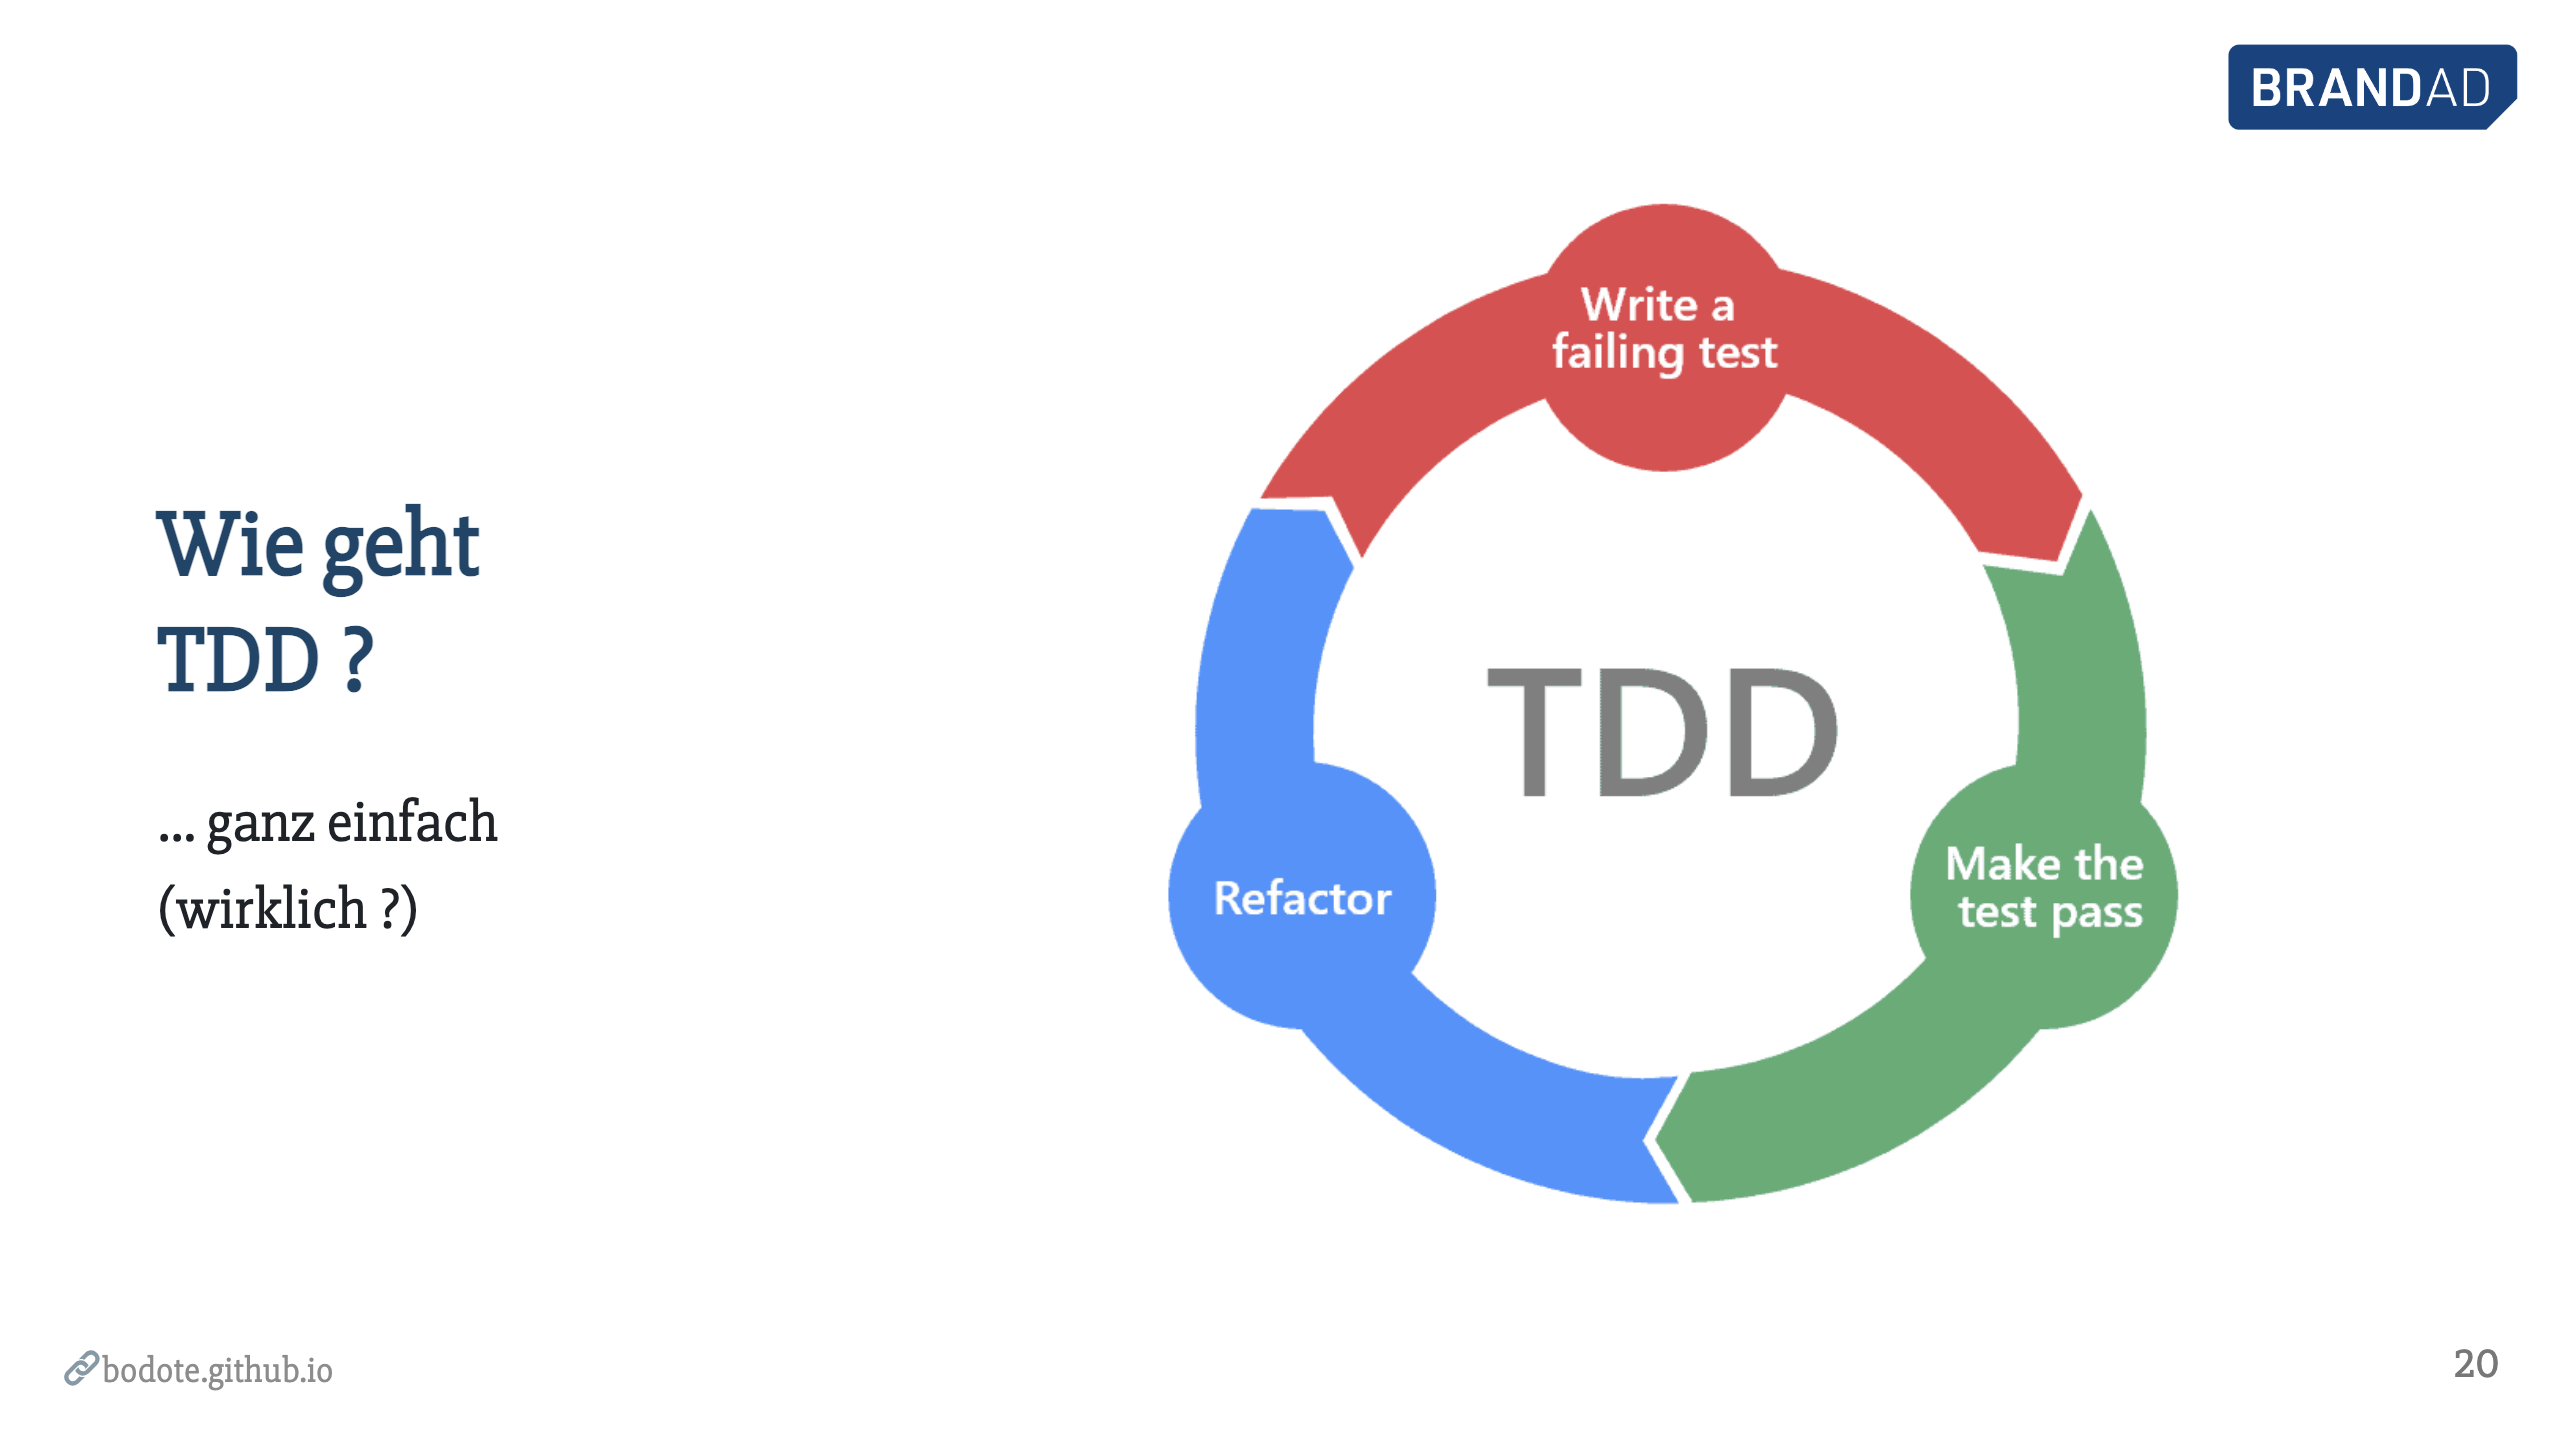 BRANDAD
Wie geht
TDD ?
... ganz einfach
(wirklich ?)
Write a
failing test
TDD
Make the
test pass
Refactor
bodote.github.io
20